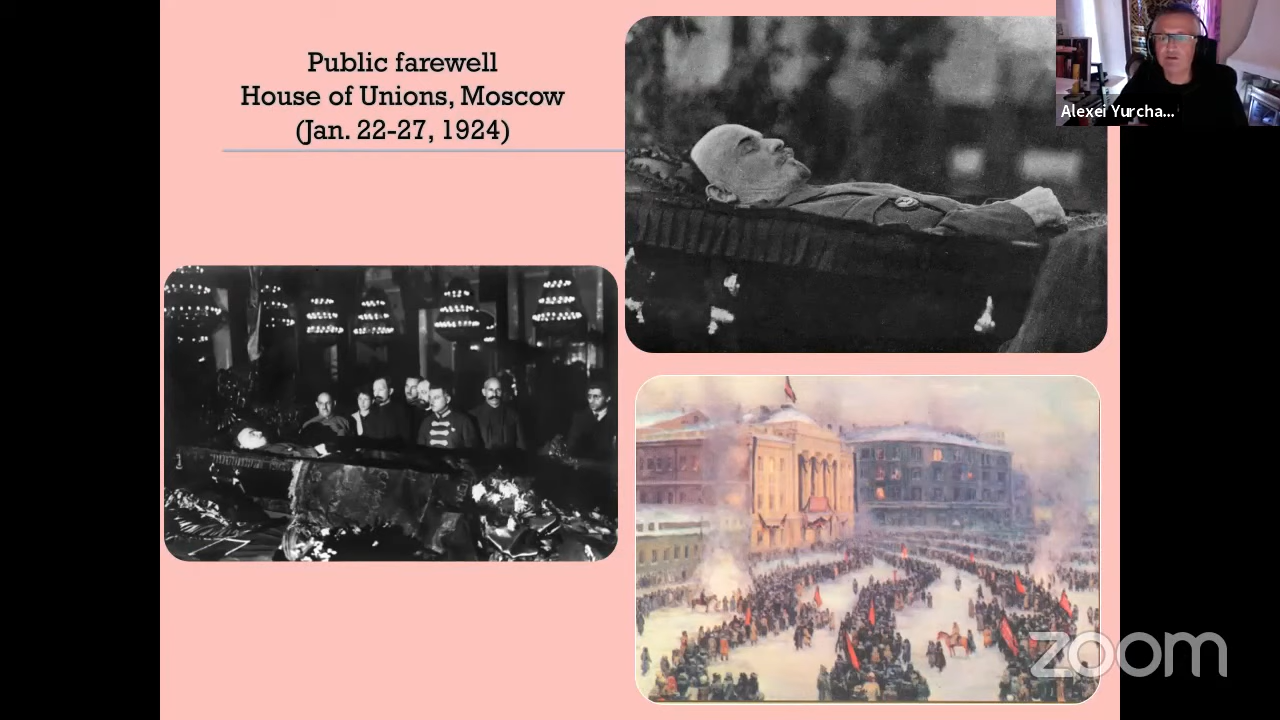 Public farewell
House of Unions, Moscow
(Jan. 22-27, 1924)
Alexei Yurcha...
zoom